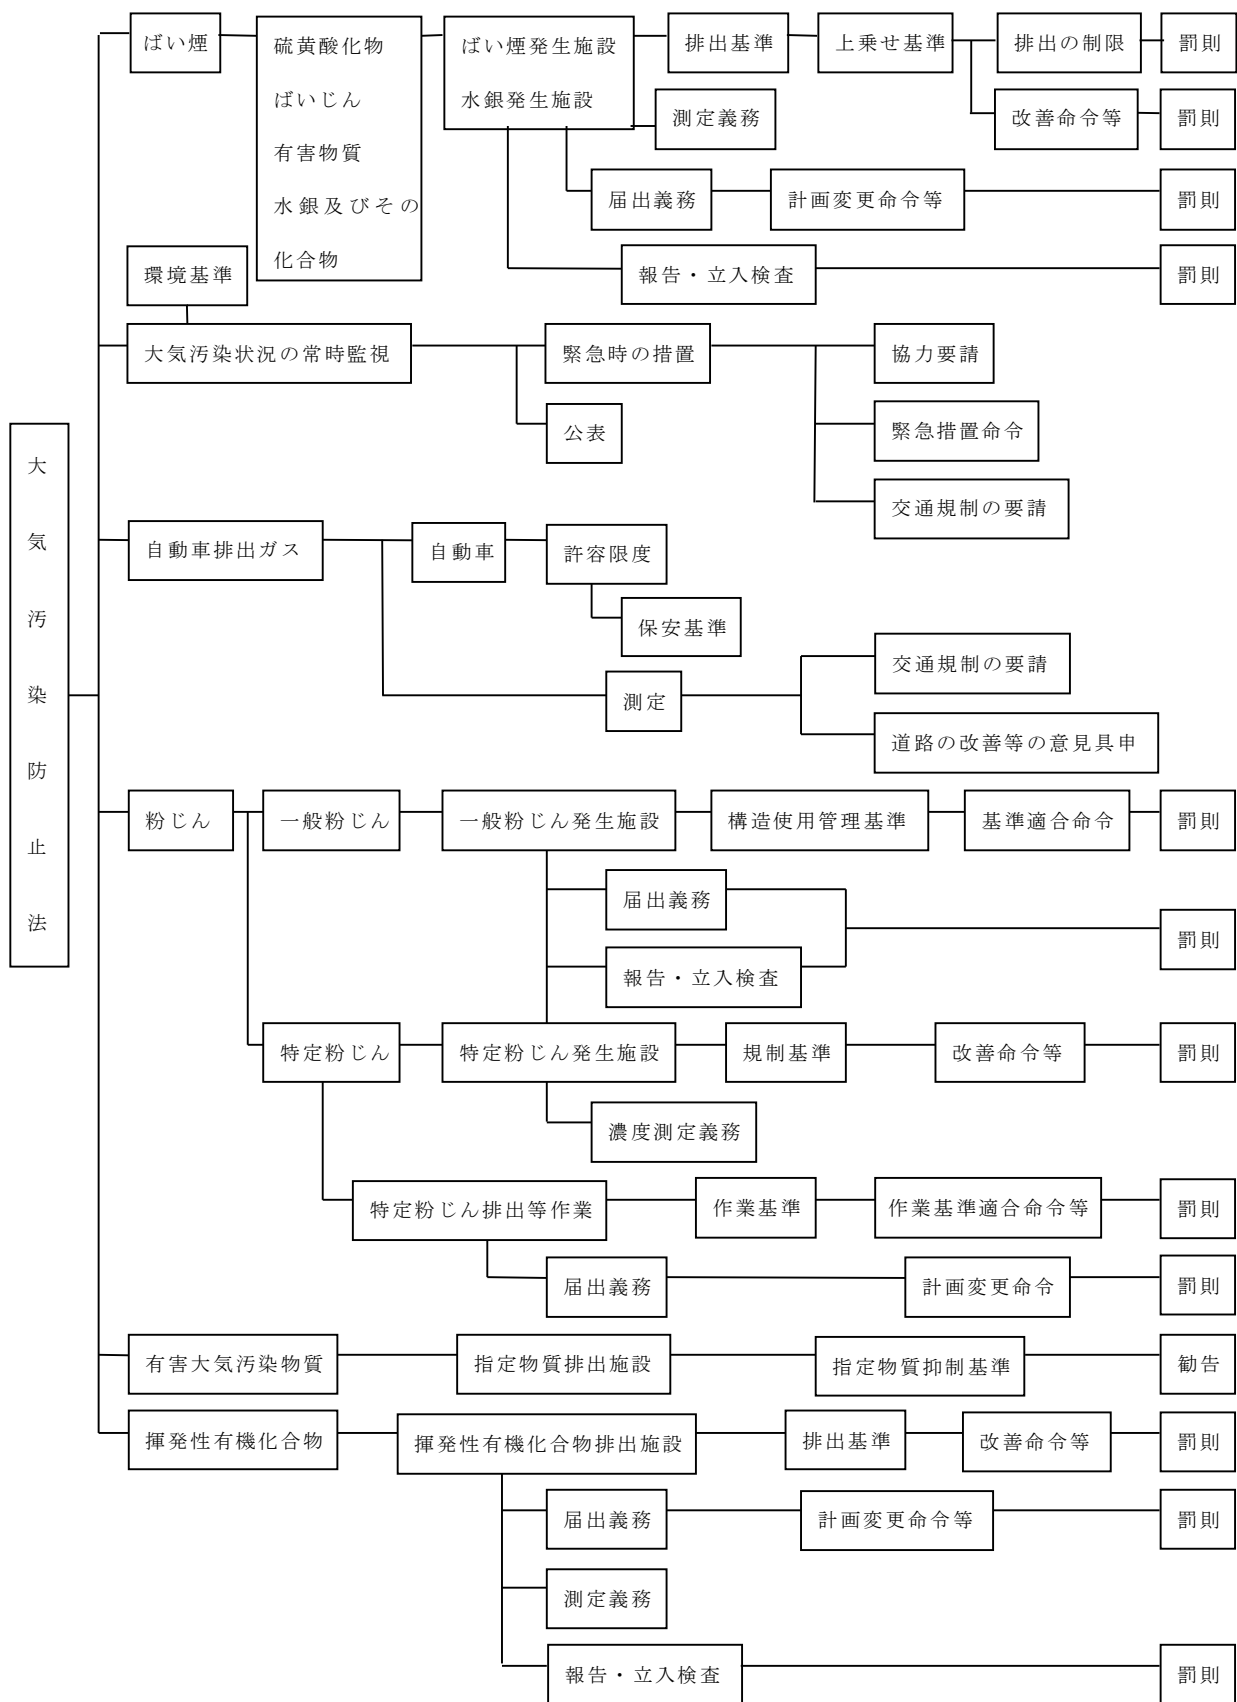 ばい煙
硫黄酸化物
ばいじん
有害物質
水銀及びその
化合物
ばい煙発生施設
水銀発生施設
排出基準
上乗せ基準
排出の制限
罰則
測定義務
改善命令等
罰則
届出義務
計画変更命令等
罰則
報告・立入検査
罰則
環境基準
大気汚染状況の常時監視
緊急時の措置
協力要請
公表
緊急措置命令
交通規制の要請
大気汚染防止法
自動車排出ガス
自動車
許容限度
保安基準
測定
交通規制の要請
道路の改善等の意見具申
粉じん
一般粉じん
一般粉じん発生施設
構造使用管理基準
基準適合命令
罰則
届出義務
報告・立入検査
罰則
特定粉じん
特定粉じん発生施設
規制基準
改善命令等
罰則
濃度測定義務
特定粉じん排出等作業
作業基準
作業基準適合命令等
罰則
届出義務
計画変更命令
罰則
有害大気汚染物質
指定物質排出施設
指定物質抑制基準
勧告
揮発性有機化合物
揮発性有機化合物排出施設
排出基準
改善命令等
罰則
届出義務
計画変更命令等
罰則
測定義務
報告・立入検査
罰則